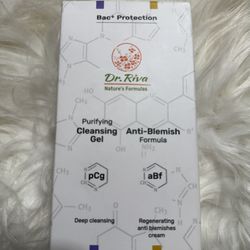 Bac⁺ Protection
Dr. Riva
Nature's Formulas
Purifying
Cleansing
Gel
Anti-Blemish
Formula
pCg
aBf
Deep cleansing
Regenerating
anti blemishes
cream